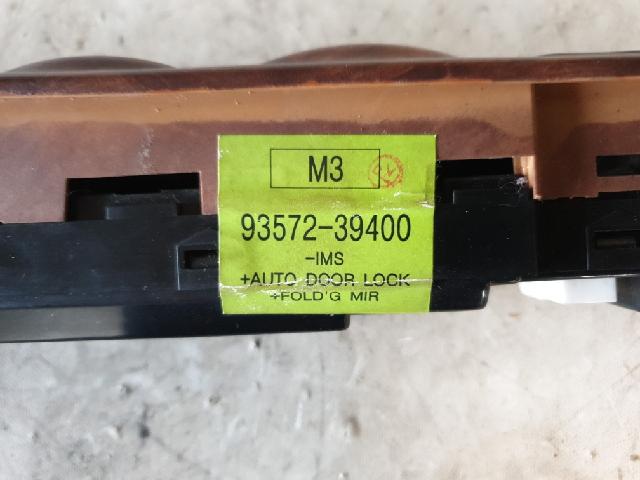 M3
93572-39400
-IMS
+AUTO DOOR LOCK
+FOLD'G MIR